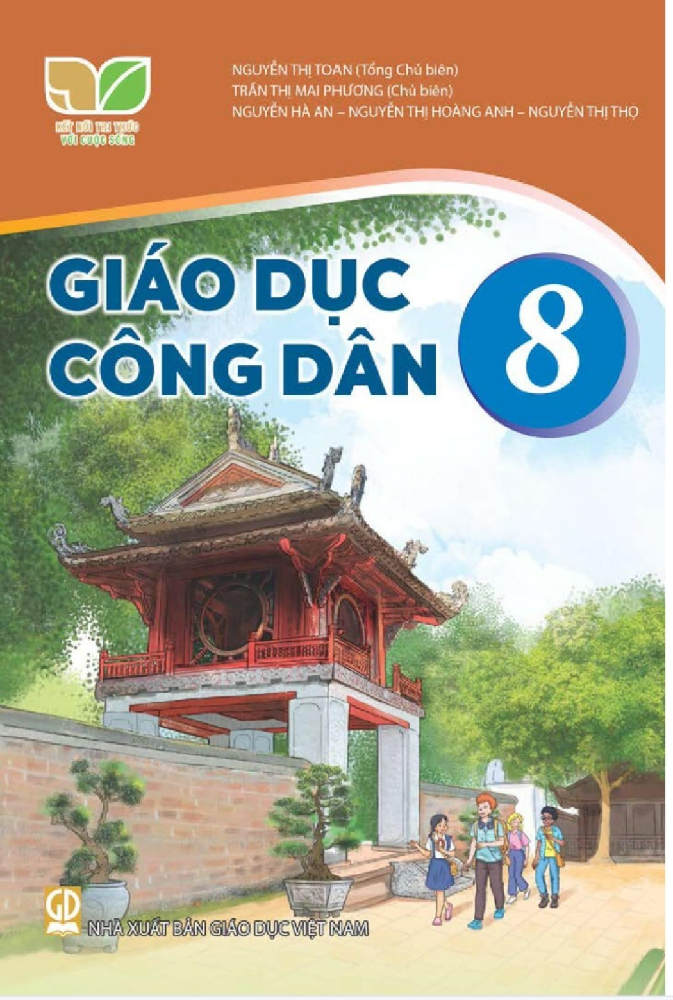 NGUYỄN THỊ TOAN (Tổng Chủ biên)
TRẦN THỊ MAI PHƯƠNG (Chủ biên)
NGUYỄN HÀ AN – NGUYỄN THỊ HOÀNG ANH – NGUYỄN THỊ THỌ
KẾT NỐI TRI THỨC
VỚI CUỘC SỐNG
GIÁO DỤC
CÔNG DÂN
8
GD
NHÀ XUẤT BẢN GIÁO DỤC VIỆT NAM